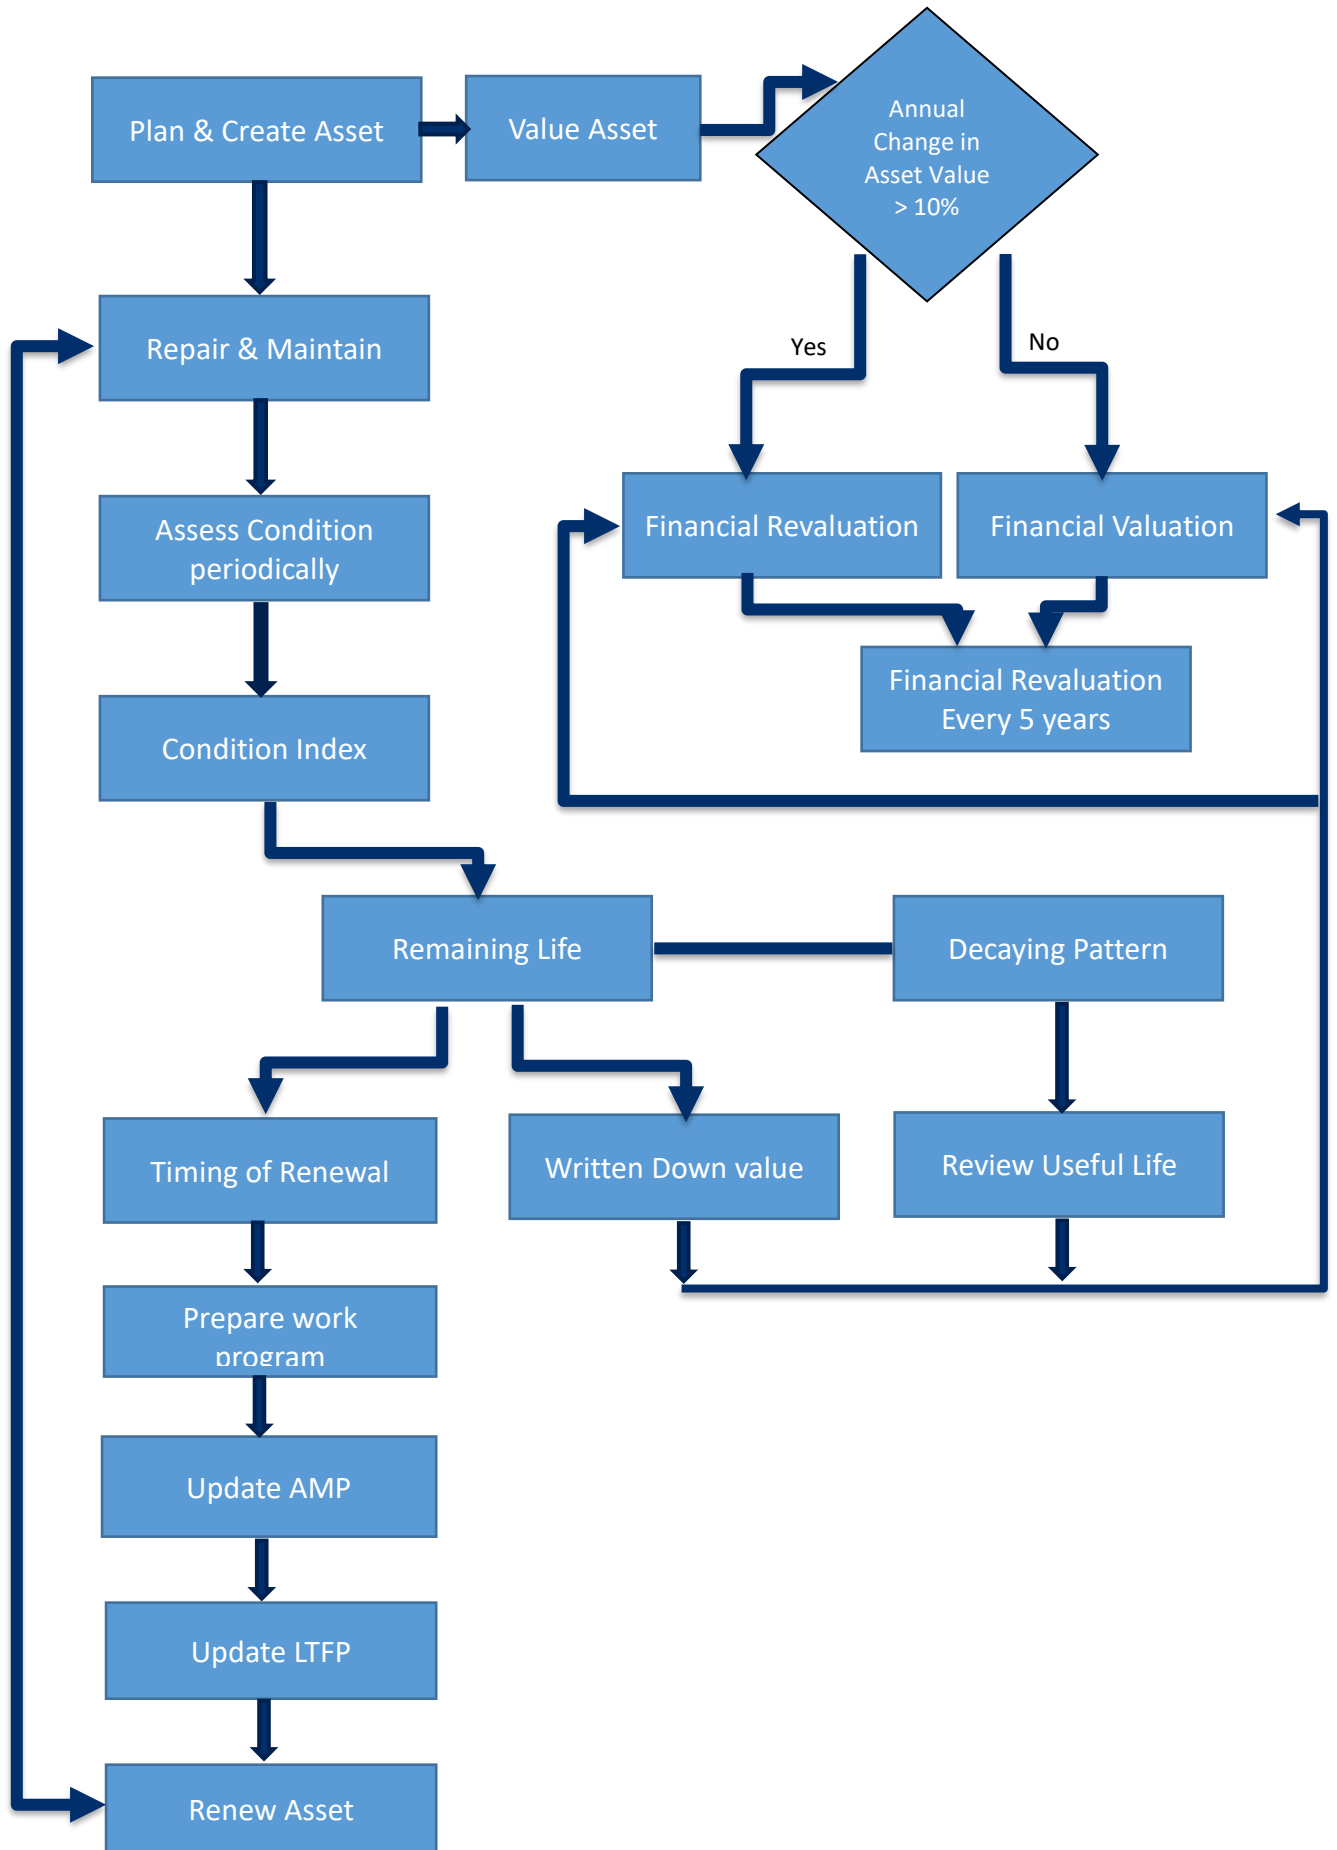 Plan & Create Asset
Value Asset
Annual
Change in
Asset Value
> 10%
Repair & Maintain
Yes
No
Assess Condition
periodically
Financial Revaluation
Financial Valuation
Financial Revaluation
Every 5 years
Condition Index
Remaining Life
Decaying Pattern
Timing of Renewal
Written Down value
Review Useful Life
Prepare work
program
Update AMP
Update LTFP
Renew Asset